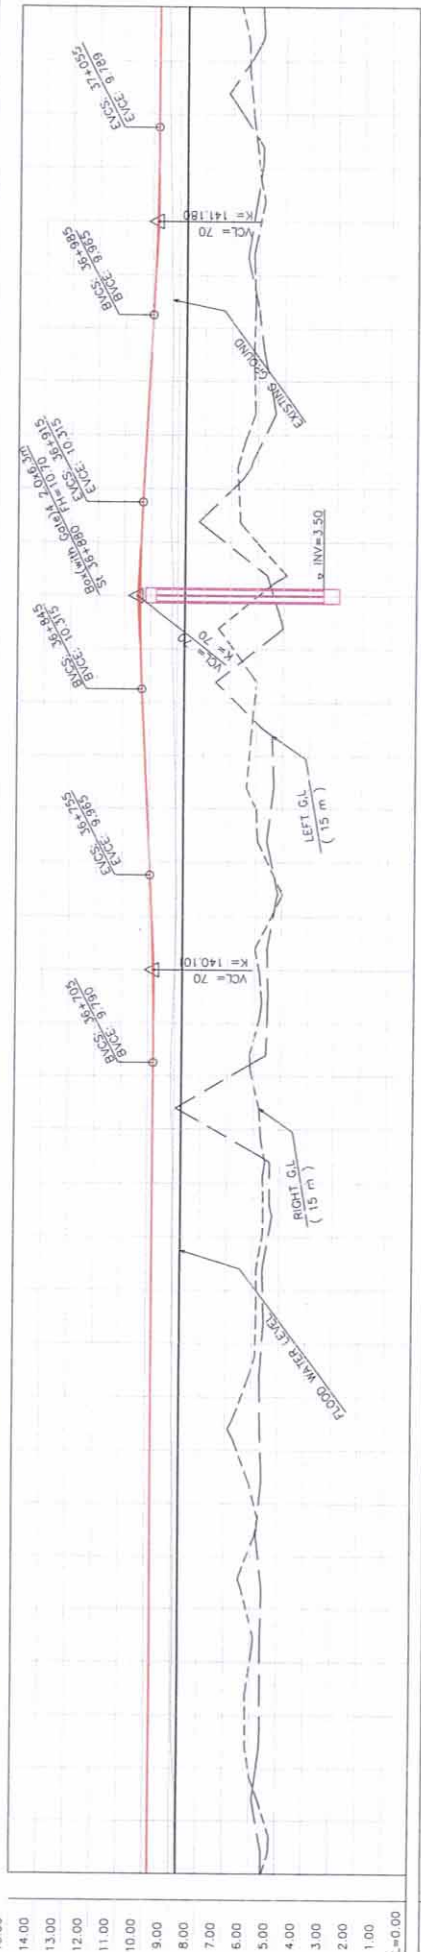 14.00
13.00
12.00
11.00
10.00
9.00
8.00
7.00
6.00
5.00
4.00
3.00
2.00
1.00
=0.00
FLOOD WATER LEVEL
RIGHT G.L
( 15 m )
BVCS: 36+705
BVCE: 9.790
VCL= 70
K= 140.101
EVCS: 36+755
EVCE: 9.965
LEFT G.L
( 15 m )
BVCS: 36+845
BVCE: 10.315
VCL= 70
K= 70
Box(with Gate)4 2.0x6.3m
St 36+880 FH=10.70
EVCS: 36+915
EVCE: 10.315
INV=3.50
EXISTING
GROUND
BVCS: 36+985
BVCE: 9.965
VCL= 70
K= 141.180
EVCS: 37+055
EVCE: 9.789